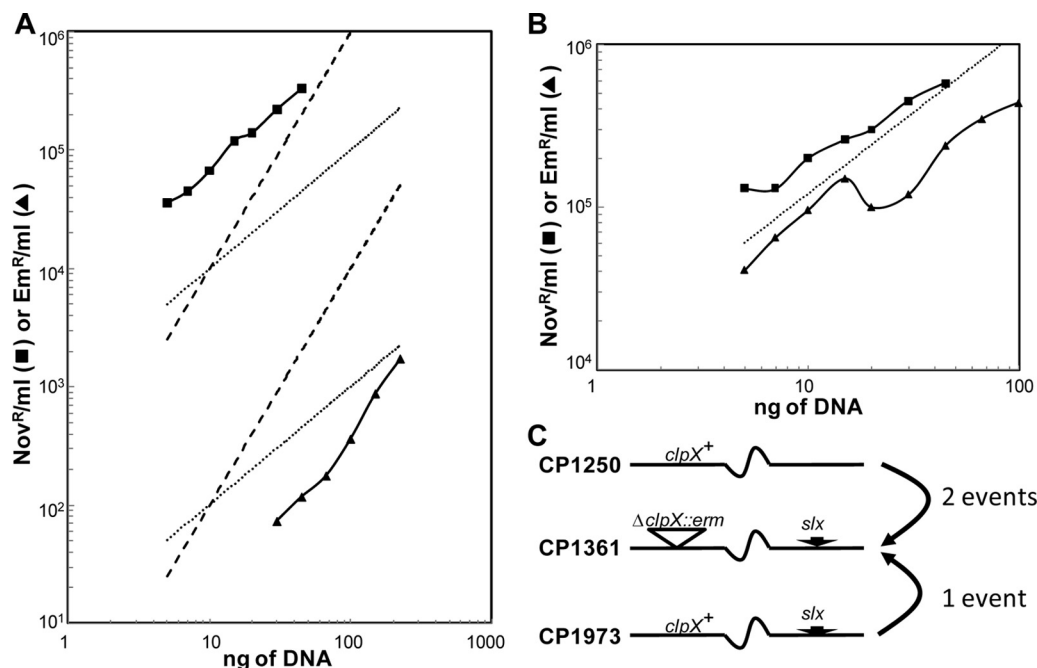 A
Nov^R/ml (■) or Em^R/ml (▲)
10^6
10^5
10^4
10^3
10^2
10^1
1
10
100
1000
ng of DNA
B
Nov^R/ml (■) or Em^R/ml (▲)
10^6
10^5
10^4
1
10
100
ng of DNA
C
CP1250
clpX^+
2 events
CP1361
ΔclpX::erm
slx
CP1973
clpX^+
slx
1 event